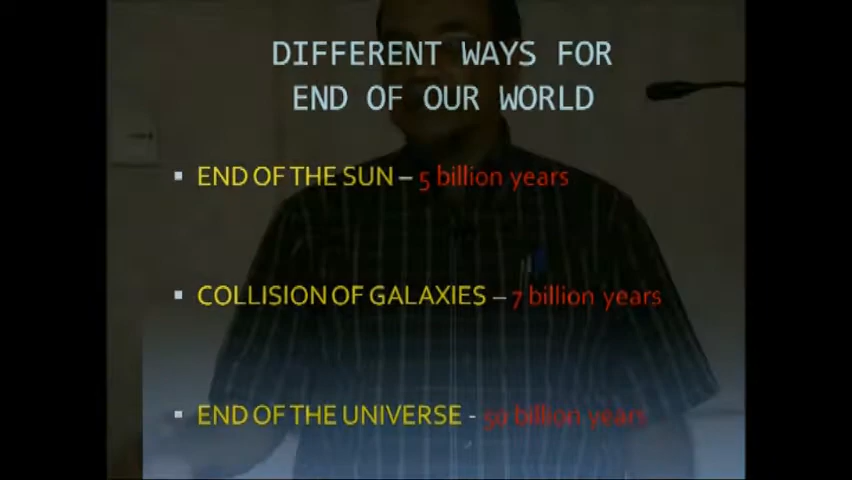 DIFFERENT WAYS FOR
END OF OUR WORLD
▪ END OF THE SUN – 5 billion years
▪ COLLISION OF GALAXIES – 7 billion years
▪ END OF THE UNIVERSE - 50 billion years